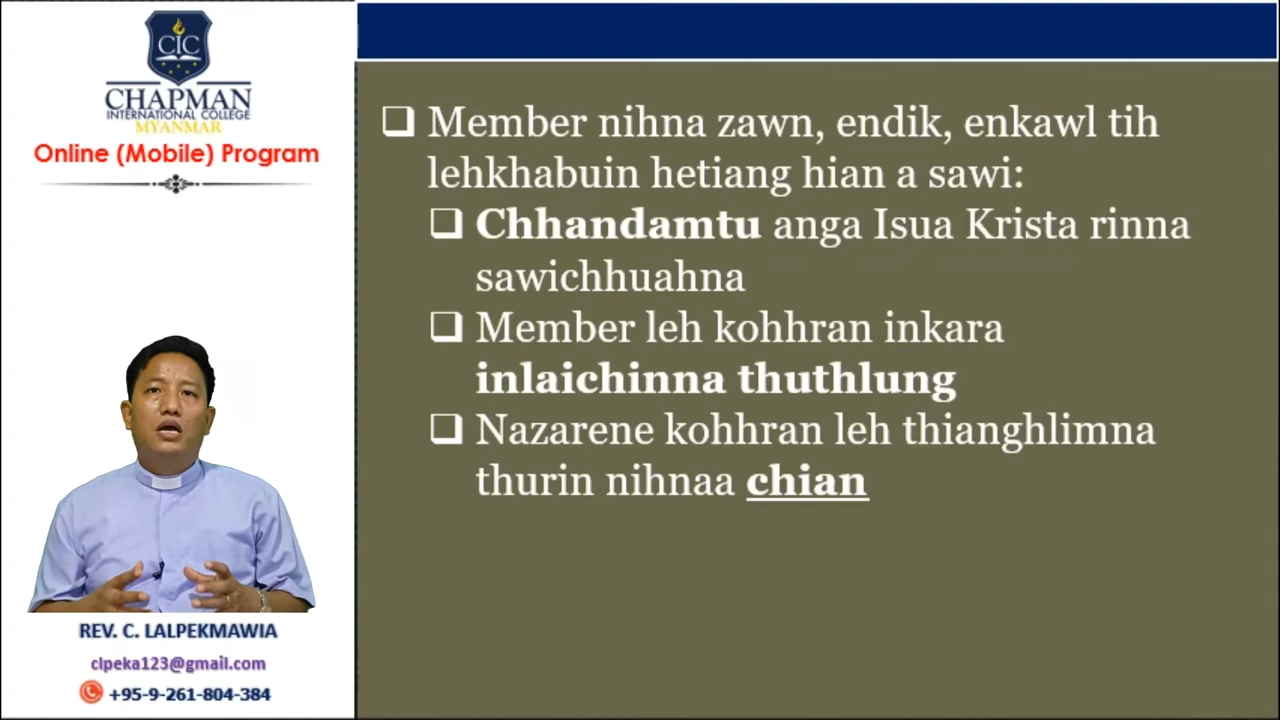 CIC
CHAPMAN
INTERNATIONAL COLLEGE
MYANMAR
Online (Mobile) Program
REV. C. LALPEKMAWIA
clpeka123@gmail.com
+95-9-261-804-384
Member nihna zawn, endik, enkawl tih
lehkhabuin hetiang hian a sawi:
Chhandamtu anga Isua Krista rinna
sawichhuahna
Member leh kohhran inkara
inlaichinna thuthlung
Nazarene kohhran leh thianghlimna
thurin nihnaa chian